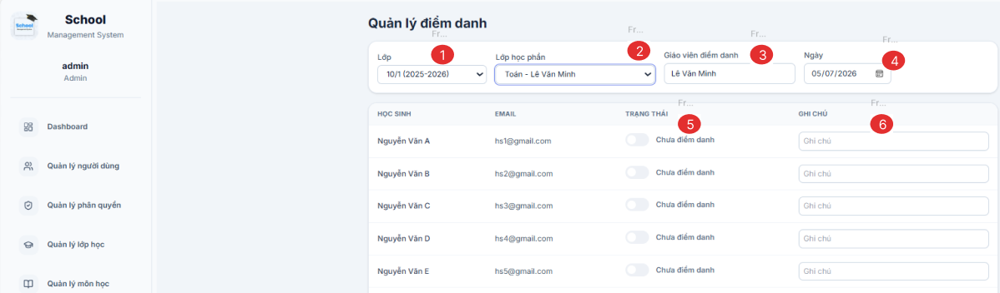 School
School
Management System
admin
Admin
Dashboard
Quản lý người dùng
Quản lý phân quyền
Quản lý lớp học
Quản lý môn học
Quản lý điểm danh
Fr...
Fr...
Fr...
Fr...
1
2
3
4
Lớp
Lớp học phần
Giáo viên điểm danh
Ngày
10/1 (2025-2026)
Toán - Lê Văn Minh
Lê Văn Minh
05/07/2026
Fr...
Fr...
5
6
HỌC SINH EMAIL TRẠNG THÁI GHI CHÚ
Nguyễn Văn A hs1@gmail.com Chưa điểm danh Ghi chú
Nguyễn Văn B hs2@gmail.com Chưa điểm danh Ghi chú
Nguyễn Văn C hs3@gmail.com Chưa điểm danh Ghi chú
Nguyễn Văn D hs4@gmail.com Chưa điểm danh Ghi chú
Nguyễn Văn E hs5@gmail.com Chưa điểm danh Ghi chú